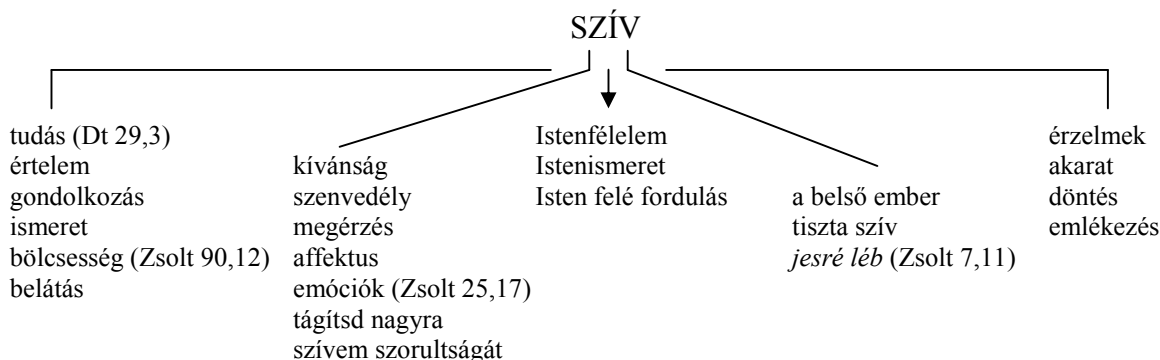 SZÍV
tudás (Dt 29,3)
értelem
gondolkozás
ismeret
bölcsesség (Zsolt 90,12)
belátás
kívánság
szenvedély
megérzés
affektus
emóciók (Zsolt 25,17)
tágítsd nagyra
szívem szorultságát
Istenfélelem
Istenismeret
Isten felé fordulás
a belső ember
tiszta szív
jesré léb (Zsolt 7,11)
érzelmek
akarat
döntés
emlékezés